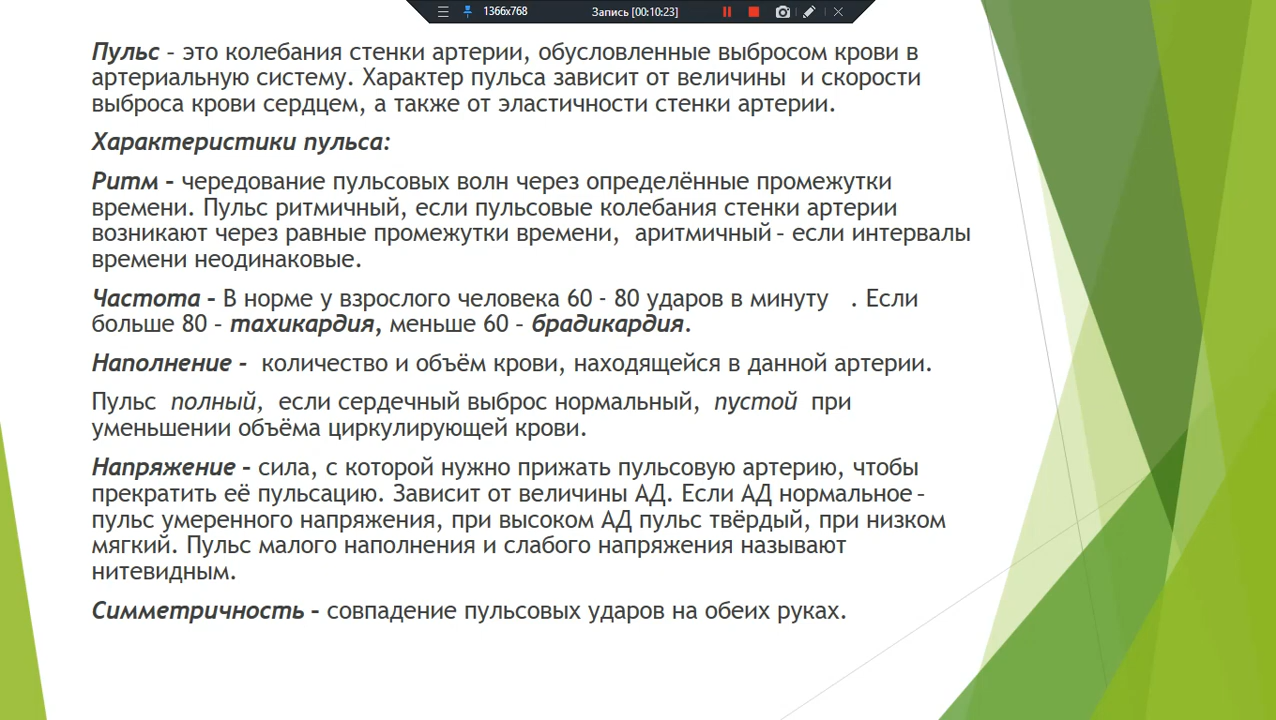 1366x768
Запись [00:10:23]
Пульс - это колебания стенки артерии, обусловленные выбросом крови в
артериальную систему. Характер пульса зависит от величины и скорости
выброса крови сердцем, а также от эластичности стенки артерии.
Характеристики пульса:
Ритм - чередование пульсовых волн через определённые промежутки
времени. Пульс ритмичный, если пульсовые колебания стенки артерии
возникают через равные промежутки времени, аритмичный - если интервалы
времени неодинаковые.
Частота - В норме у взрослого человека 60 - 80 ударов в минуту . Если
больше 80 - тахикардия, меньше 60 - брадикардия.
Наполнение - количество и объём крови, находящейся в данной артерии.
Пульс полный, если сердечный выброс нормальный, пустой при
уменьшении объёма циркулирующей крови.
Напряжение - сила, с которой нужно прижать пульсовую артерию, чтобы
прекратить её пульсацию. Зависит от величины АД. Если АД нормальное -
пульс умеренного напряжения, при высоком АД пульс твёрдый, при низком
мягкий. Пульс малого наполнения и слабого напряжения называют
нитевидным.
Симметричность - совпадение пульсовых ударов на обеих руках.